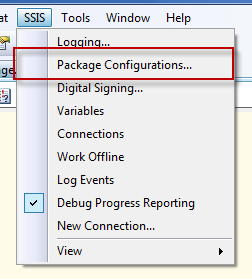 at SSIS Tools Window Help
Logging...
Package Configurations...
Digital Signing...
Variables
Connections
Work Offline
Log Events
Debug Progress Reporting
New Connection...
View